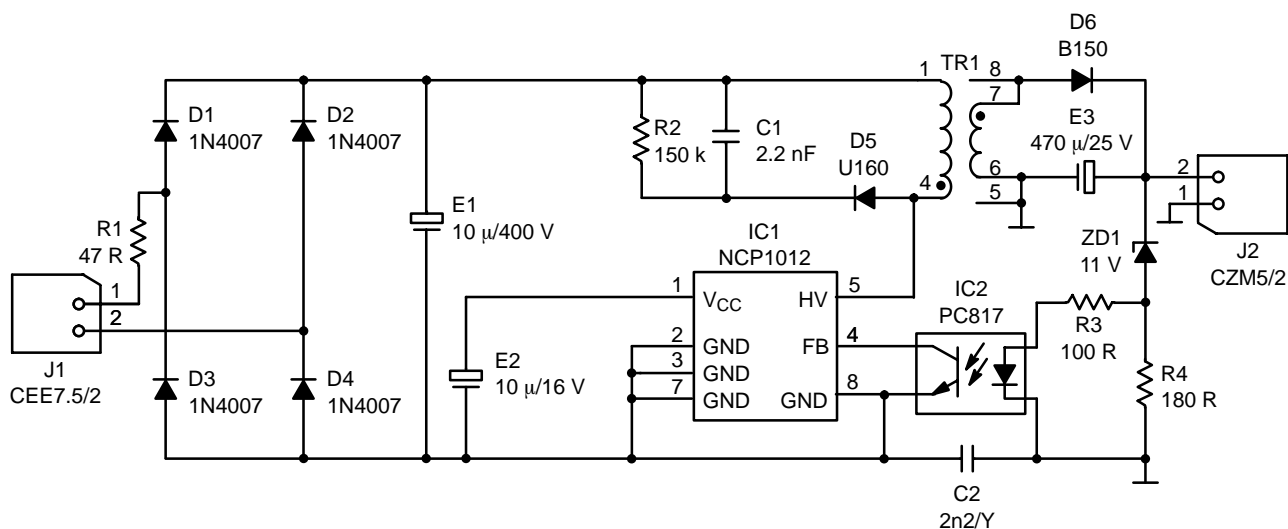 D6
B150
1
TR1
8
7
D1
1N4007
D2
1N4007
R2
150 k
C1
2.2 nF
D5
U160
E3
470 μ/25 V
4
6
5
2
1
R1
47 R
E1
10 μ/400 V
IC1
NCP1012
ZD1
11 V
J2
CZM5/2
1
2
J1
CEE7.5/2
1
VCC
HV
5
IC2
PC817
R3
100 R
2
GND
FB
4
3
GND
7
GND
GND
8
E2
10 μ/16 V
D3
1N4007
D4
1N4007
R4
180 R
C2
2n2/Y